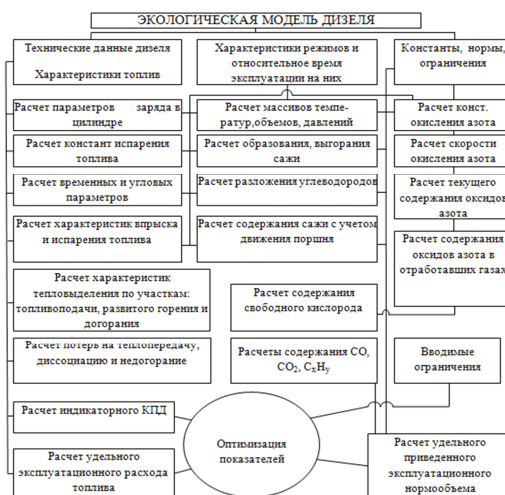 ЭКОЛОГИЧЕСКАЯ МОДЕЛЬ ДИЗЕЛЯ
Технические данные дизеля
Характеристики топлив
Характеристики режимов и
относительное время
эксплуатации на них
Константы, нормы,
ограничения
Расчет параметров заряда в
цилиндре
Расчет массивов темпе-
ратур,объемов, давлений
Расчет конст.
окисления азота
Расчет констант испарения
топлива
Расчет образования, выгорания
сажи
Расчет скорости
окисления азота
Расчет временных и угловых
параметров
Расчет разложения углеводородов
Расчет текущего
содержания оксидов
азота
Расчет характеристик впрыска
и испарения топлива
Расчет содержания сажи с учетом
движения поршня
Расчет содержания
оксидов азота в
отработавших газах
Расчет характеристик
тепловыделения по участкам:
топливоподачи, развитого горения и
догорания
Расчет содержания
свободного кислорода
Расчет потерь на теплопередачу,
диссоциацию и недогорание
Расчеты содержания CO,
CO₂, CₓHᵧ
Вводимые
ограничения
Расчет индикаторного КПД
Оптимизация
показателей
Расчет удельного
эксплуатационного расхода
топлива
Расчет удельного
приведенного
эксплуатационного
нормообъема